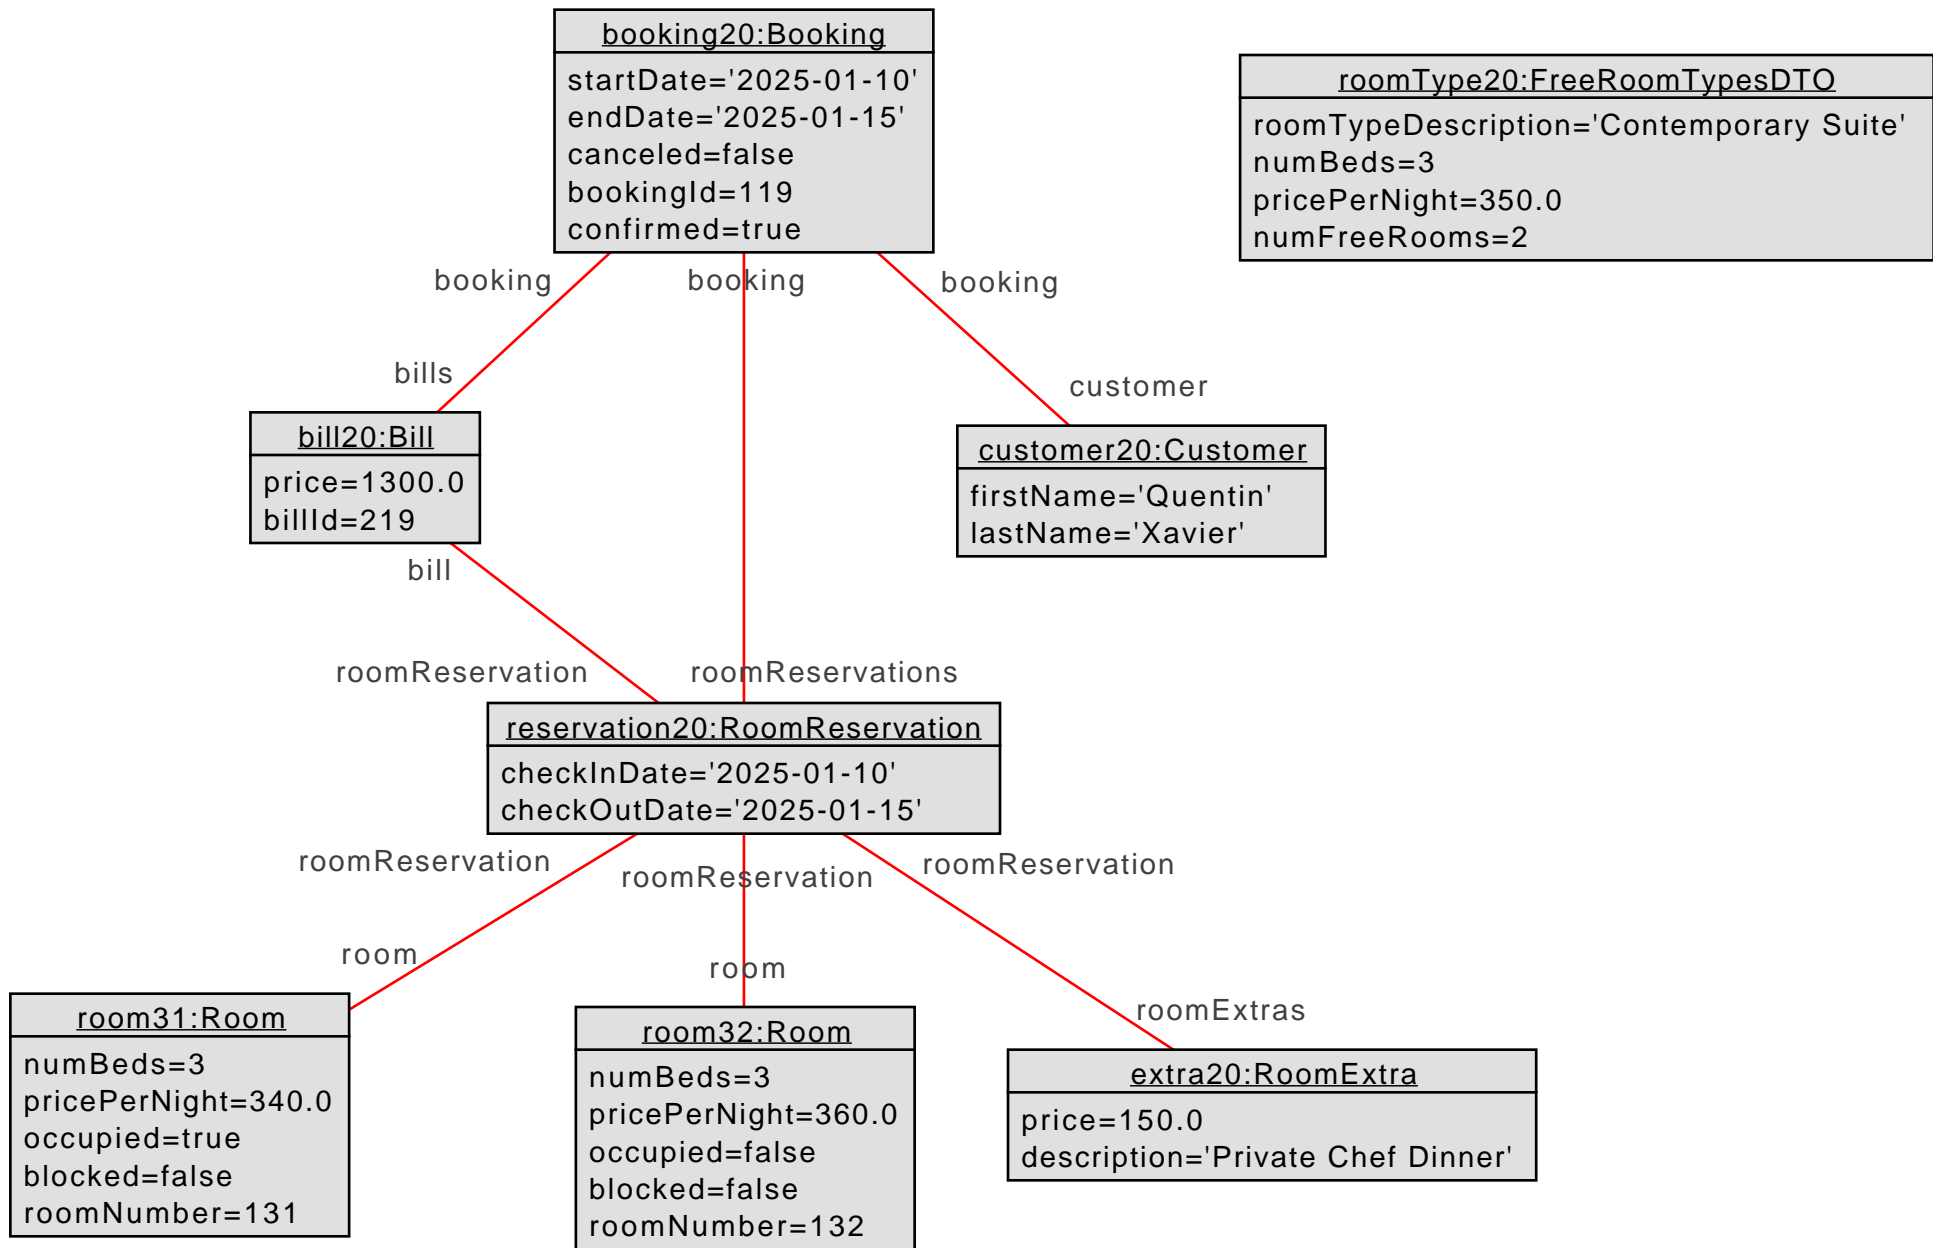 booking20:Booking
startDate='2025-01-10'
endDate='2025-01-15'
canceled=false
bookingId=119
confirmed=true
roomType20:FreeRoomTypesDTO
roomTypeDescription='Contemporary Suite'
numBeds=3
pricePerNight=350.0
numFreeRooms=2
booking
booking
booking
bills
customer
bill20:Bill
price=1300.0
billId=219
customer20:Customer
firstName='Quentin'
lastName='Xavier'
bill
roomReservation
roomReservations
reservation20:RoomReservation
checkInDate='2025-01-10'
checkOutDate='2025-01-15'
roomReservation
roomReservation
roomReservation
room
room
roomExtras
room31:Room
numBeds=3
pricePerNight=340.0
occupied=true
blocked=false
roomNumber=131
room32:Room
numBeds=3
pricePerNight=360.0
occupied=false
blocked=false
roomNumber=132
extra20:RoomExtra
price=150.0
description='Private Chef Dinner'